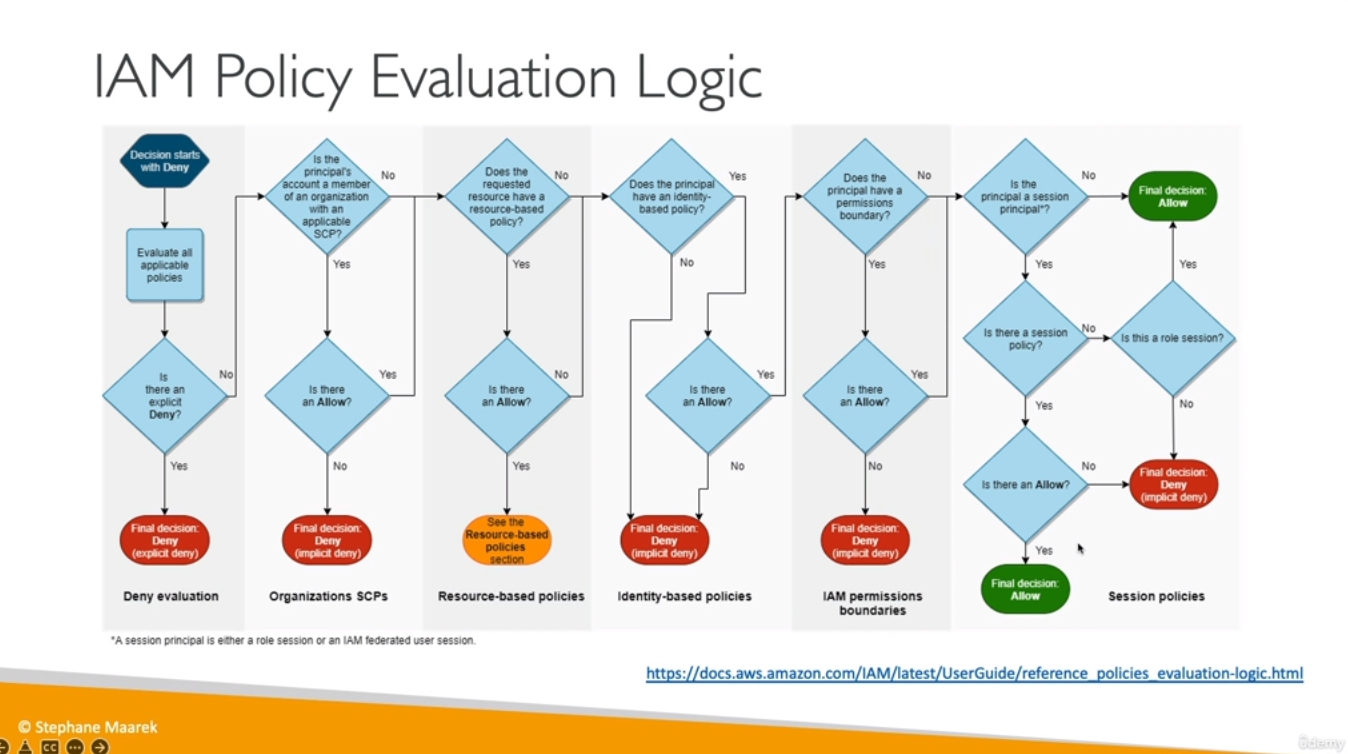 IAM Policy Evaluation Logic
Decision starts
with Deny
Evaluate all
applicable
policies
Is
there an
explicit
Deny?
No
Yes
Final decision:
Deny
(explicit deny)
Deny evaluation
Is the
principal's
account a member
of an organization
with an
applicable
SCP?
No
Yes
Is there
an Allow?
Yes
No
Final decision:
Deny
(implicit deny)
Organizations SCPs
Does the
requested
resource have a
resource-based
policy?
No
Yes
Is there
an Allow?
No
Yes
See the
Resource-based
policies
section
Resource-based policies
Does the principal
have an identity-
based policy?
Yes
No
Is there
an Allow?
Yes
No
Final decision:
Deny
(implicit deny)
Identity-based policies
Does the
principal have a
permissions
boundary?
No
Yes
Is there
an Allow?
Yes
No
Final decision:
Deny
(implicit deny)
IAM permissions
boundaries
Is the
principal a session
principal*?
No
Yes
Final decision:
Allow
Is there a session
policy?
No
Yes
Is this a role session?
Yes
No
Is there an Allow?
No
Yes
Final decision:
Deny
(implicit deny)
Final decision:
Allow
Session policies
*A session principal is either a role session or an IAM federated user session.
https://docs.aws.amazon.com/IAM/latest/UserGuide/reference_policies_evaluation-logic.html
© Stephane Maarek
CC
ûdemy